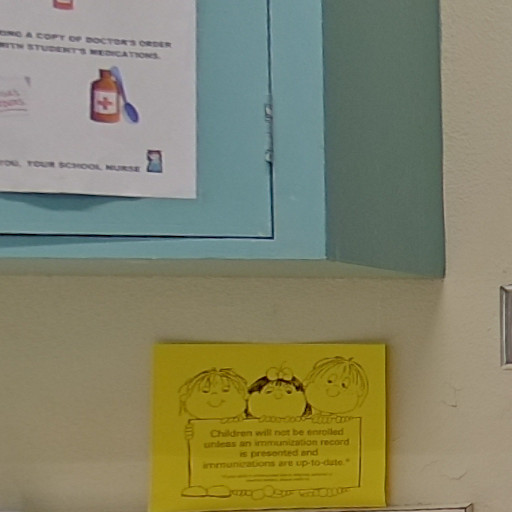 A COPY OF DOCTOR'S ORDER
WITH STUDENT'S MEDICATIONS.
YOU, YOUR SCHOOL NURSE
Children will not be enrolled
unless an immunization record
is presented and
immunizations are up-to-date.*